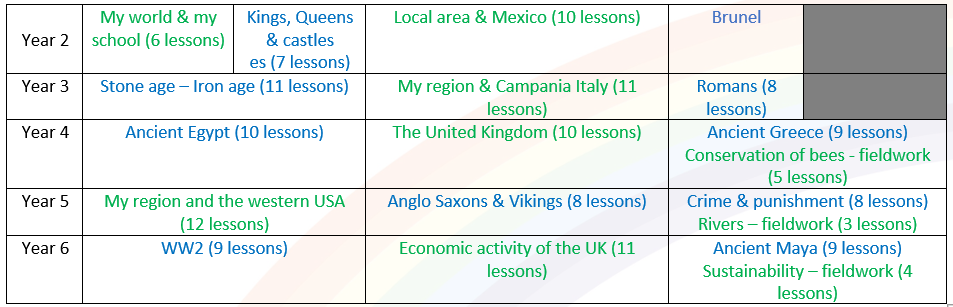 Year 2
My world & my
school (6 lessons)
Kings, Queens
& castles
es (7 lessons)
Local area & Mexico (10 lessons)
Brunel
Year 3
Stone age – Iron age (11 lessons)
My region & Campania Italy (11
lessons)
Romans (8
lessons)
Year 4
Ancient Egypt (10 lessons)
The United Kingdom (10 lessons)
Ancient Greece (9 lessons)
Conservation of bees - fieldwork
(5 lessons)
Year 5
My region and the western USA
(12 lessons)
Anglo Saxons & Vikings (8 lessons)
Crime & punishment (8 lessons)
Rivers – fieldwork (3 lessons)
Year 6
WW2 (9 lessons)
Economic activity of the UK (11
lessons)
Ancient Maya (9 lessons)
Sustainability – fieldwork (4
lessons)